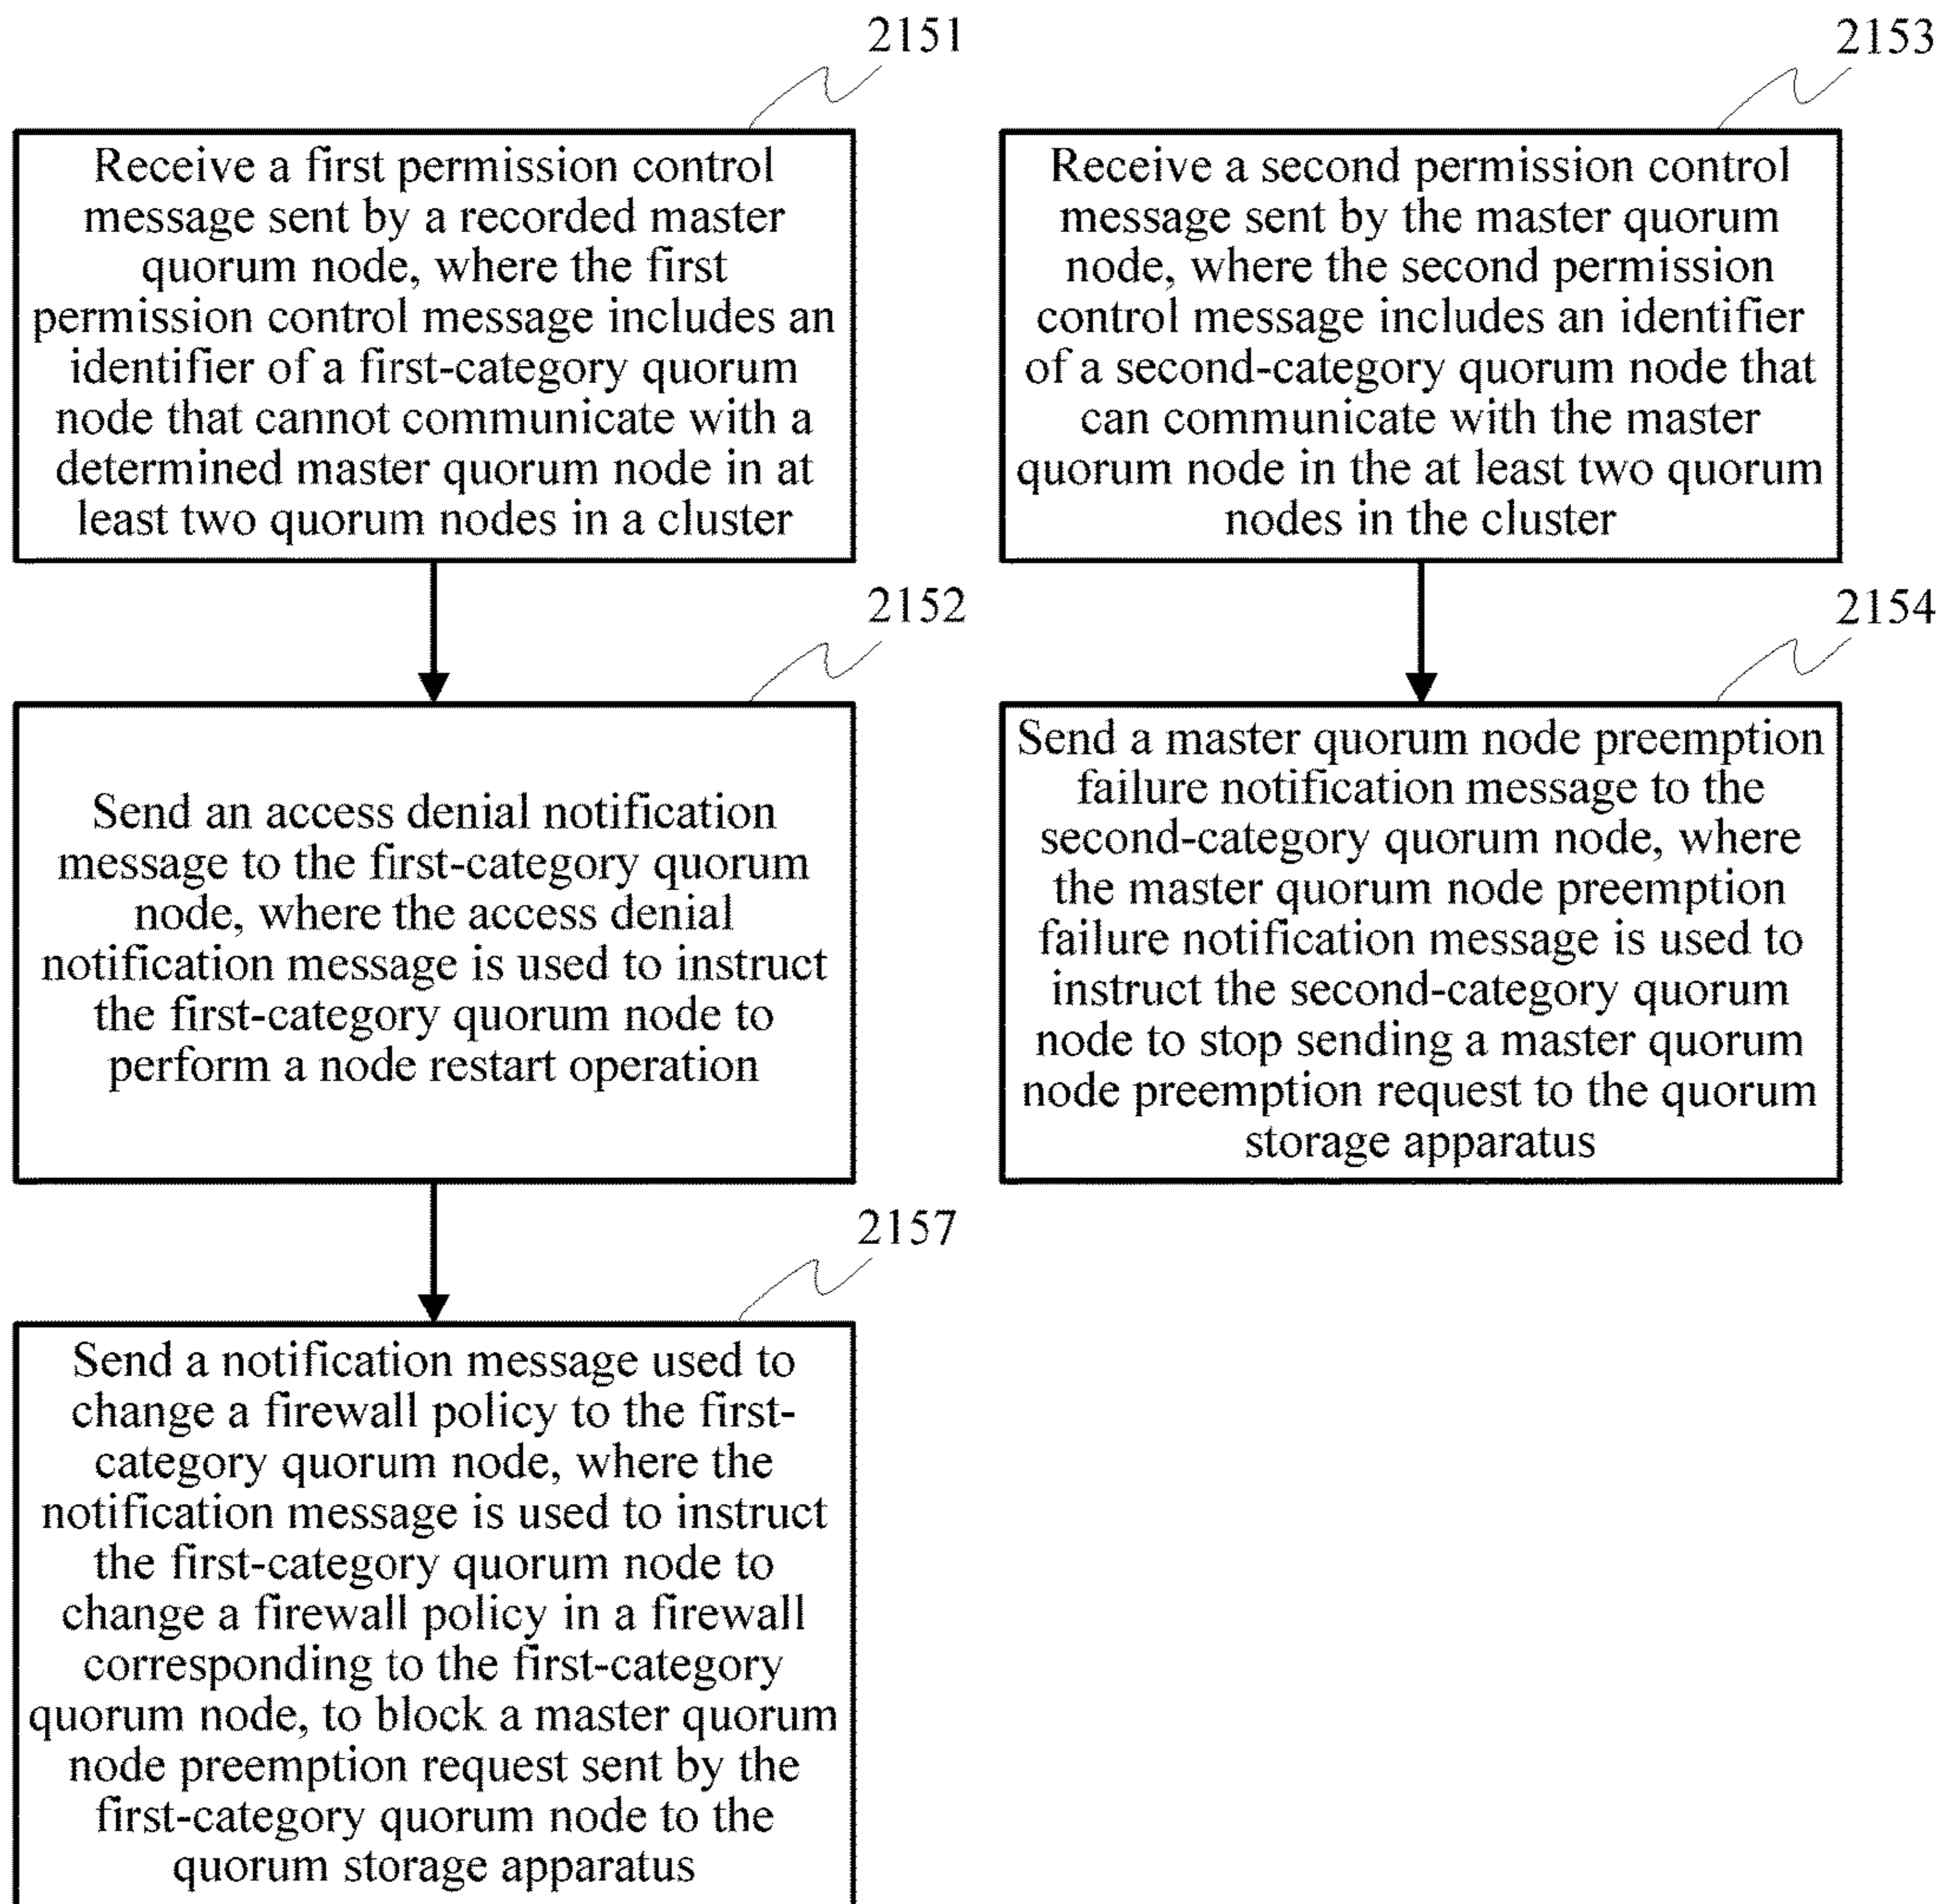 2151
Receive a first permission control
message sent by a recorded master
quorum node, where the first
permission control message includes an
identifier of a first-category quorum
node that cannot communicate with a
determined master quorum node in at
least two quorum nodes in a cluster
2152
Send an access denial notification
message to the first-category quorum
node, where the access denial
notification message is used to instruct
the first-category quorum node to
perform a node restart operation
2157
Send a notification message used to
change a firewall policy to the first-
category quorum node, where the
notification message is used to instruct
the first-category quorum node to
change a firewall policy in a firewall
corresponding to the first-category
quorum node, to block a master quorum
node preemption request sent by the
first-category quorum node to the
quorum storage apparatus
2153
Receive a second permission control
message sent by the master quorum
node, where the second permission
control message includes an identifier
of a second-category quorum node that
can communicate with the master
quorum node in the at least two quorum
nodes in the cluster
2154
Send a master quorum node preemption
failure notification message to the
second-category quorum node, where
the master quorum node preemption
failure notification message is used to
instruct the second-category quorum
node to stop sending a master quorum
node preemption request to the quorum
storage apparatus